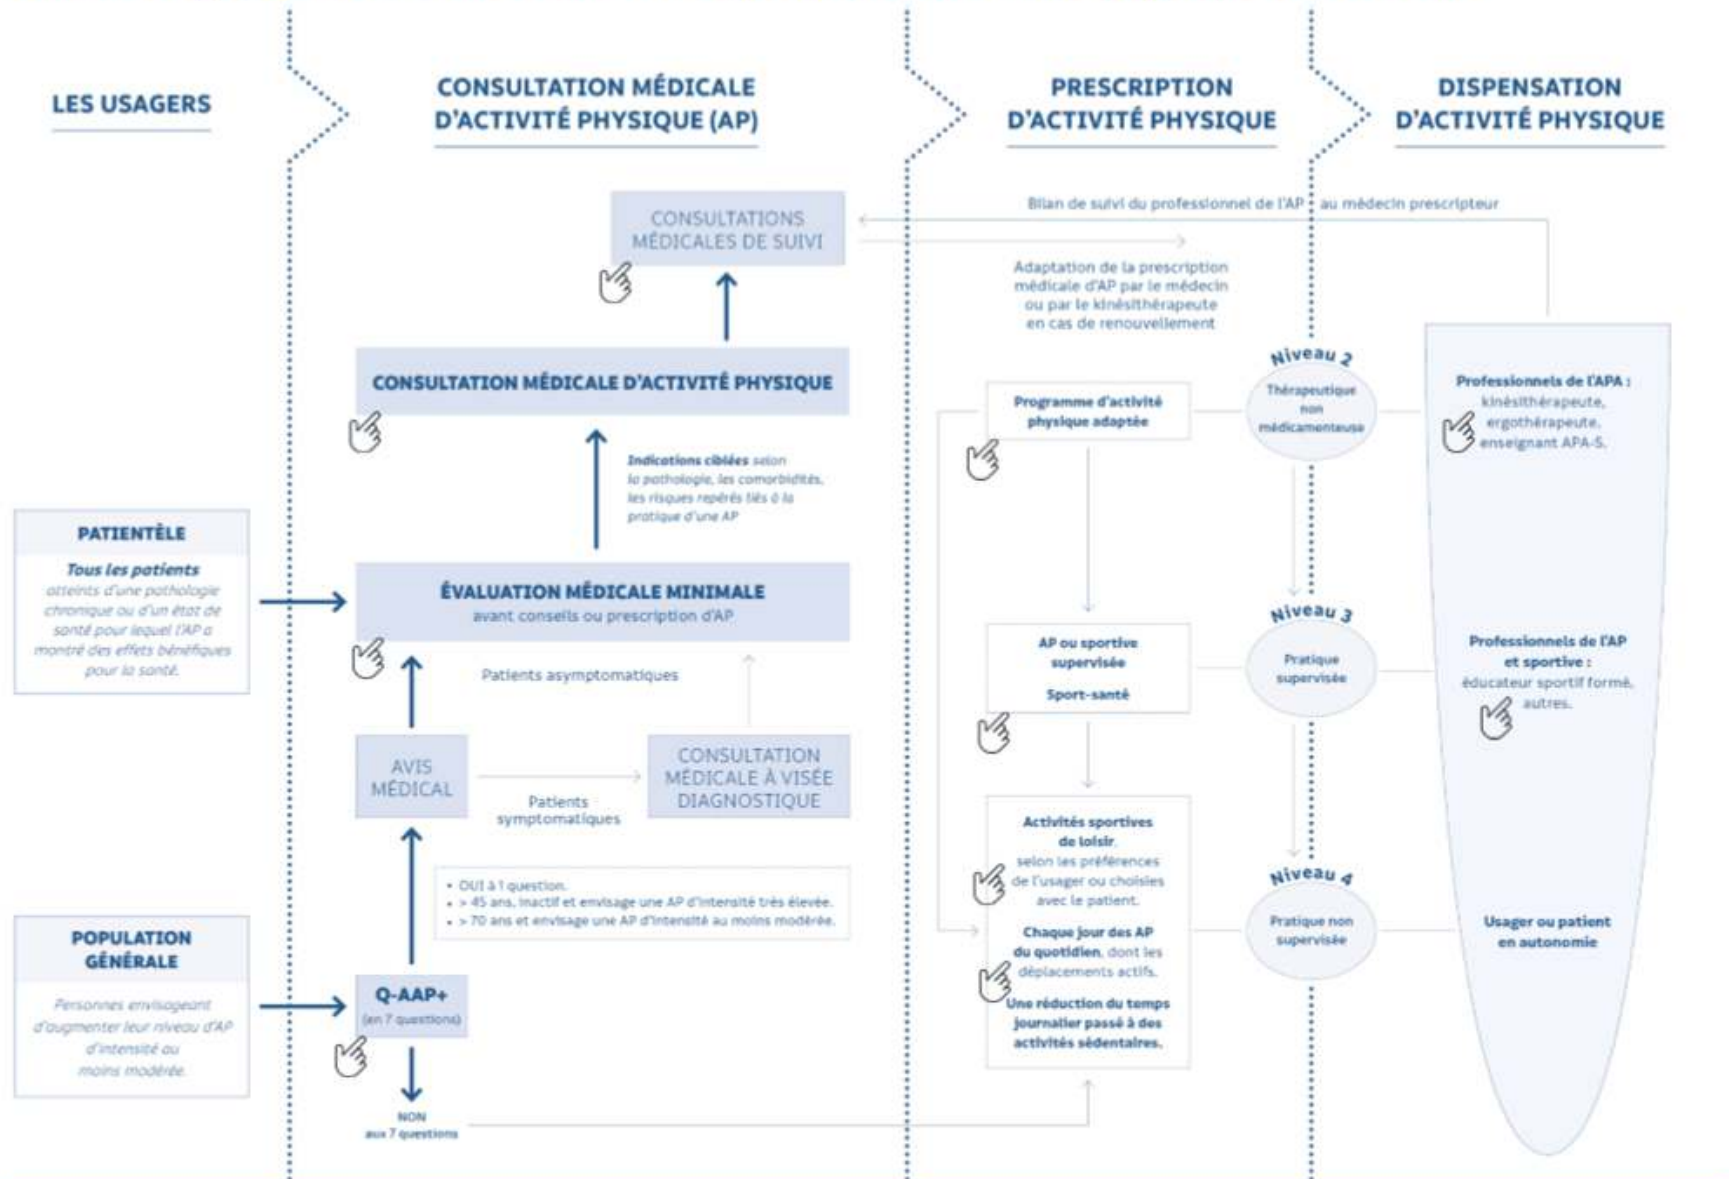 LES USAGERS
CONSULTATION MÉDICALE
D'ACTIVITÉ PHYSIQUE (AP)
PRESCRIPTION
D'ACTIVITÉ PHYSIQUE
DISPENSATION
D'ACTIVITÉ PHYSIQUE
CONSULTATIONS
MÉDICALES DE SUIVI
Bilan de suivi du professionnel de l'AP au médecin prescripteur
Adaptation de la prescription
médicale d'AP par le médecin
ou par le kinésithérapeute
en cas de renouvellement
CONSULTATION MÉDICALE D'ACTIVITÉ PHYSIQUE
Indications ciblées selon
la pathologie, les comorbidités,
les risques repérés liés à la
pratique d'une AP
PATIENTÈLE
Tous les patients
atteints d'une pathologie
chronique ou d'un état de
santé pour lequel l'AP a
montré des effets bénéfiques
pour la santé.
ÉVALUATION MÉDICALE MINIMALE
avant conseils ou prescription d'AP
Patients asymptomatiques
AVIS
MÉDICAL
Patients
symptomatiques
CONSULTATION
MÉDICALE À VISÉE
DIAGNOSTIQUE
• OUI à 1 question.
• > 45 ans, inactif et envisage une AP d'intensité très élevée.
• > 70 ans et envisage une AP d'intensité au moins modérée.
POPULATION
GÉNÉRALE
Personnes envisageant
d'augmenter leur niveau d'AP
d'intensité au
moins modérée.
Q-AAP+
(en 7 questions)
NON
aux 7 questions
Programme d'activité
physique adaptée
Niveau 2
Thérapeutique
non
médicamenteuse
Professionnels de l'APA :
kinésithérapeute,
ergothérapeute,
enseignant APA-S.
AP ou sportive
supervisée
Sport-santé
Niveau 3
Pratique
supervisée
Professionnels de l'AP
et sportive :
éducateur sportif formé,
autres.
Activités sportives
de loisir,
selon les préférences
de l'usager ou choisies
avec le patient.
Chaque jour des AP
du quotidien, dont les
déplacements actifs.
Une réduction du temps
journalier passé à des
activités sédentaires.
Niveau 4
Pratique non
supervisée
Usager ou patient
en autonomie